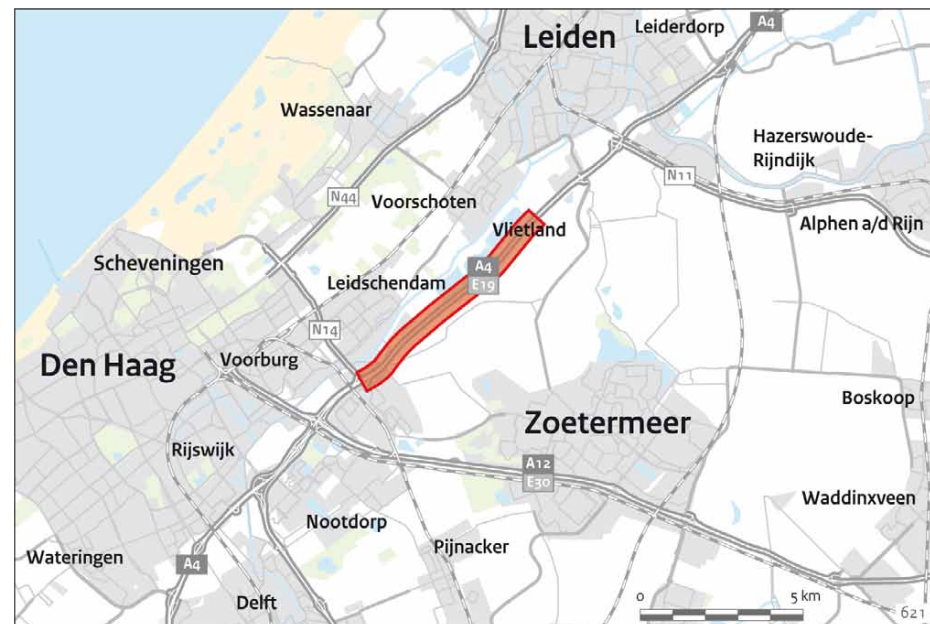 A4
Leiden
Leiderdorp
Wassenaar
Hazerswoude-
Rijndijk
N11
N44
Voorschoten
Vlietland
Alphen a/d Rijn
Scheveningen
Leidschendam
A4
E19
N14
Den Haag
Voorburg
Boskoop
Zoetermeer
Rijswijk
A12
E30
Waddinxveen
Nootdorp
Pijnacker
Wateringen
A4
Delft
0 5 km
621